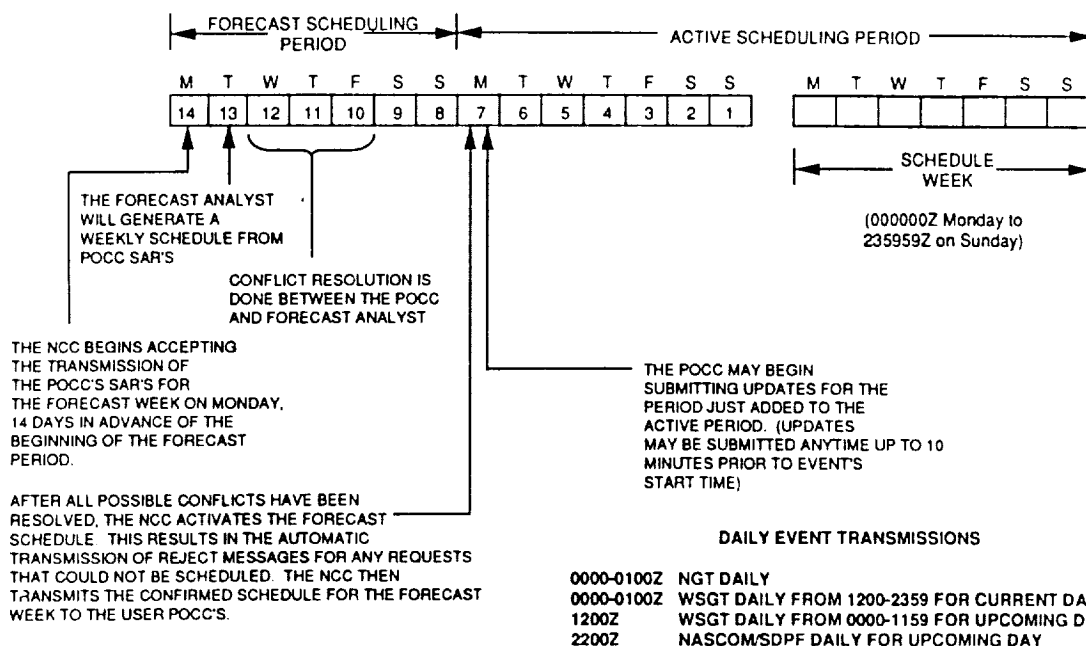 FORECAST SCHEDULING
PERIOD
ACTIVE SCHEDULING PERIOD
M T W T F S S M T W T F S S M T W T F S S
14 13 12 11 10 9 8 7 6 5 4 3 2 1
SCHEDULE
WEEK
(000000Z Monday to
235959Z on Sunday)
THE FORECAST ANALYST
WILL GENERATE A
WEEKLY SCHEDULE FROM
POCC SAR'S
CONFLICT RESOLUTION IS
DONE BETWEEN THE POCC
AND FORECAST ANALYST
THE NCC BEGINS ACCEPTING
THE TRANSMISSION OF
THE POCC'S SAR'S FOR
THE FORECAST WEEK ON MONDAY,
14 DAYS IN ADVANCE OF THE
BEGINNING OF THE FORECAST
PERIOD.
THE POCC MAY BEGIN
SUBMITTING UPDATES FOR THE
PERIOD JUST ADDED TO THE
ACTIVE PERIOD. (UPDATES
MAY BE SUBMITTED ANYTIME UP TO 10
MINUTES PRIOR TO EVENT'S
START TIME)
AFTER ALL POSSIBLE CONFLICTS HAVE BEEN
RESOLVED, THE NCC ACTIVATES THE FORECAST
SCHEDULE. THIS RESULTS IN THE AUTOMATIC
TRANSMISSION OF REJECT MESSAGES FOR ANY REQUESTS
THAT COULD NOT BE SCHEDULED. THE NCC THEN
TRANSMITS THE CONFIRMED SCHEDULE FOR THE FORECAST
WEEK TO THE USER POCC'S.
DAILY EVENT TRANSMISSIONS
0000-0100Z NGT DAILY
0000-0100Z WSGT DAILY FROM 1200-2359 FOR CURRENT DA
1200Z WSGT DAILY FROM 0000-1159 FOR UPCOMING D
2200Z NASCOM/SDPF DAILY FOR UPCOMING DAY